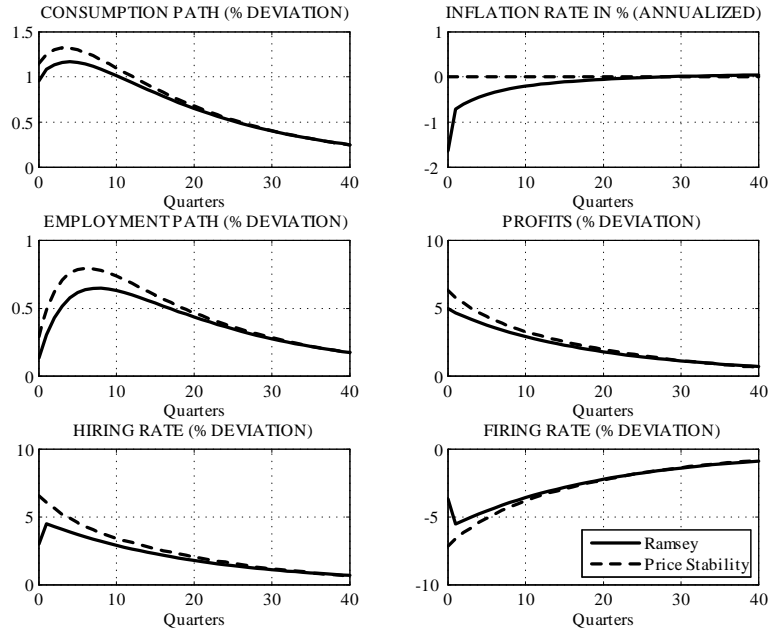 CONSUMPTION PATH (% DEVIATION)
1.5
1
0.5
0
0 10 20 30 40
Quarters
INFLATION RATE IN % (ANNUALIZED)
1
0
-1
-2
0 10 20 30 40
Quarters
EMPLOYMENT PATH (% DEVIATION)
1
0.5
0
0 10 20 30 40
Quarters
PROFITS (% DEVIATION)
10
5
0
0 10 20 30 40
Quarters
HIRING RATE (% DEVIATION)
10
5
0
0 10 20 30 40
Quarters
FIRING RATE (% DEVIATION)
0
-5
-10
0 10 20 30 40
Quarters
Ramsey
Price Stability